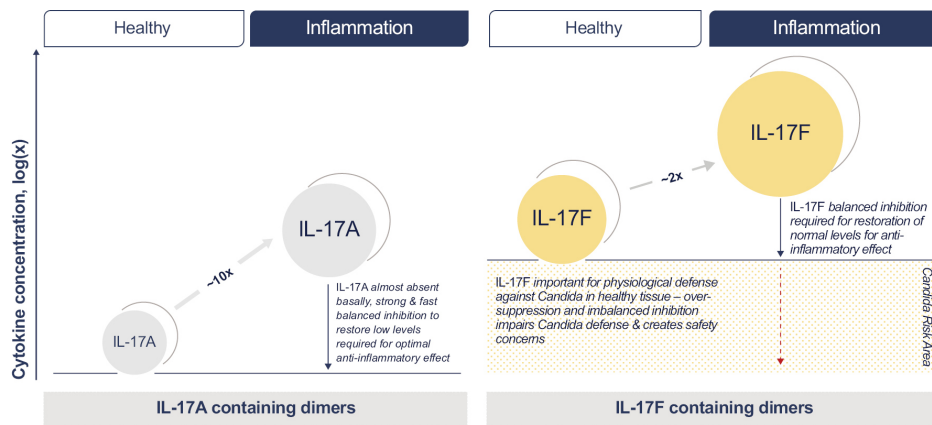 Healthy
Inflammation
Cytokine concentration, log(x)
IL-17A
~10x
IL-17A
IL-17A almost absent
basally, strong & fast
balanced inhibition to
restore low levels
required for optimal
anti-inflammatory effect
IL-17A containing dimers
Healthy
Inflammation
IL-17F
~2x
IL-17F
IL-17F balanced inhibition
required for restoration of
normal levels for anti-
inflammatory effect
IL-17F important for physiological defense
against Candida in healthy tissue – over-
suppression and imbalanced inhibition
impairs Candida defense & creates safety
concerns
Candida Risk Area
IL-17F containing dimers